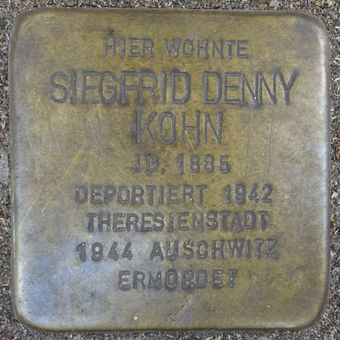 HIER WOHNTE
SIEGFRID DENNY
KOHN
JG. 1885
DEPORTIERT 1942
THERESIENSTADT
1944 AUSCHWITZ
ERMORDET